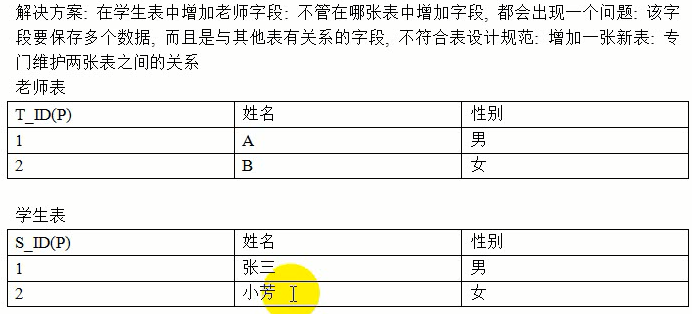 解决方案: 在学生表中增加老师字段: 不管在哪张表中增加字段, 都会出现一个问题: 该字
段要保存多个数据, 而且是与其他表有关系的字段, 不符合表设计规范: 增加一张新表: 专
门维护两张表之间的关系
老师表
T_ID(P) 姓名 性别
1 A 男
2 B 女
学生表
S_ID(P) 姓名 性别
1 张三 男
2 小芳 女